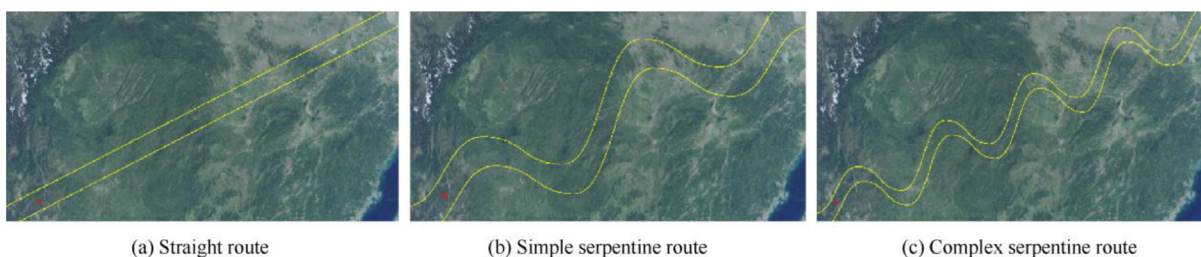 (a) Straight route
(b) Simple serpentine route
(c) Complex serpentine route